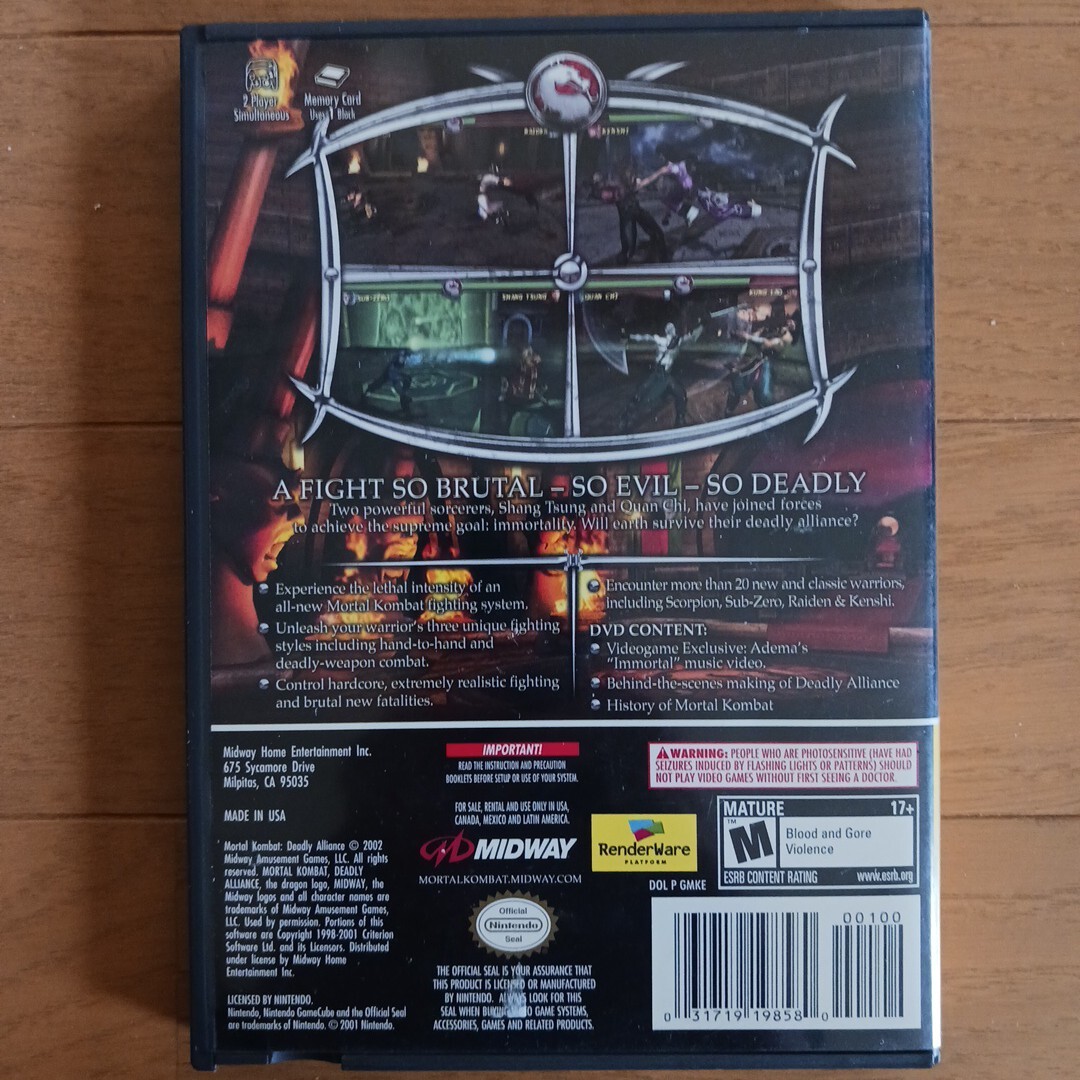 2 Player
Simultaneous
Memory Card
Uses 1 Block
RAIDEN
KENSHI
SUB-ZERO
SHANG TSUNG
QUAN CHI
KUNG LAO
A FIGHT SO BRUTAL – SO EVIL – SO DEADLY
Two powerful sorcerers, Shang Tsung and Quan Chi, have joined forces
to achieve the supreme goal: immortality. Will earth survive their deadly alliance?
Experience the lethal intensity of an
all-new Mortal Kombat fighting system.
Unleash your warrior's three unique fighting
styles including hand-to-hand and
deadly-weapon combat.
Control hardcore, extremely realistic fighting
and brutal new fatalities.
Encounter more than 20 new and classic warriors,
including Scorpion, Sub-Zero, Raiden & Kenshi.
DVD CONTENT:
Videogame Exclusive: Adema's
"Immortal" music video.
Behind-the-scenes making of Deadly Alliance
History of Mortal Kombat
Midway Home Entertainment Inc.
675 Sycamore Drive
Milpitas, CA 95035
MADE IN USA
Mortal Kombat: Deadly Alliance © 2002
Midway Amusement Games, LLC. All rights
reserved. MORTAL KOMBAT, DEADLY
ALLIANCE, the dragon logo, MIDWAY, the
Midway logos and all character names are
trademarks of Midway Amusement Games,
LLC. Used by permission. Portions of this
software are Copyright 1998-2001 Criterion
Software Ltd. and its Licensors. Distributed
under license by Midway Home
Entertainment Inc.
LICENSED BY NINTENDO.
Nintendo, Nintendo GameCube and the Official Seal
are trademarks of Nintendo. © 2001 Nintendo.
IMPORTANT!
READ THE INSTRUCTION AND PRECAUTION
BOOKLETS BEFORE SETUP OR USE OF YOUR SYSTEM.
FOR SALE, RENTAL AND USE ONLY IN USA,
CANADA, MEXICO AND LATIN AMERICA.
MIDWAY
MORTALKOMBAT.MIDWAY.COM
Official
Nintendo
Seal
THE OFFICIAL SEAL IS YOUR ASSURANCE THAT
THIS PRODUCT IS LICENSED OR MANUFACTURED
BY NINTENDO. ALWAYS LOOK FOR THIS
SEAL WHEN BUYING VIDEO GAME SYSTEMS,
ACCESSORIES, GAMES AND RELATED PRODUCTS.
WARNING: PEOPLE WHO ARE PHOTOSENSITIVE (HAVE HAD
SEIZURES INDUCED BY FLASHING LIGHTS OR PATTERNS) SHOULD
NOT PLAY VIDEO GAMES WITHOUT FIRST SEEING A DOCTOR.
RenderWare
PLATFORM
DOL P GMKE
MATURE 17+
TM
M
Blood and Gore
Violence
ESRB CONTENT RATING www.esrb.org
00100
0 31719 19858 0